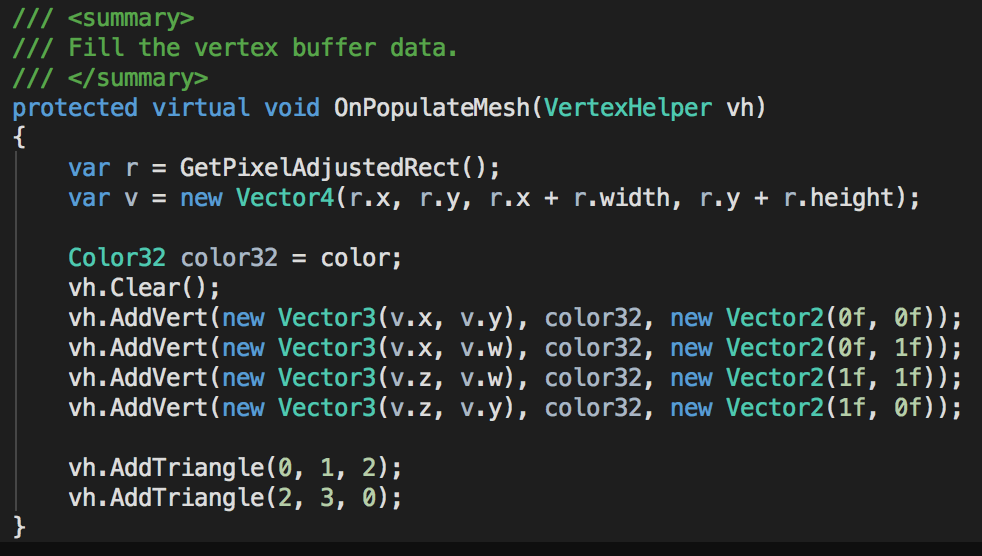 /// <summary>
/// Fill the vertex buffer data.
/// </summary>
protected virtual void OnPopulateMesh(VertexHelper vh)
{
var r = GetPixelAdjustedRect();
var v = new Vector4(r.x, r.y, r.x + r.width, r.y + r.height);
Color32 color32 = color;
vh.Clear();
vh.AddVert(new Vector3(v.x, v.y), color32, new Vector2(0f, 0f));
vh.AddVert(new Vector3(v.x, v.w), color32, new Vector2(0f, 1f));
vh.AddVert(new Vector3(v.z, v.w), color32, new Vector2(1f, 1f));
vh.AddVert(new Vector3(v.z, v.y), color32, new Vector2(1f, 0f));
vh.AddTriangle(0, 1, 2);
vh.AddTriangle(2, 3, 0);
}